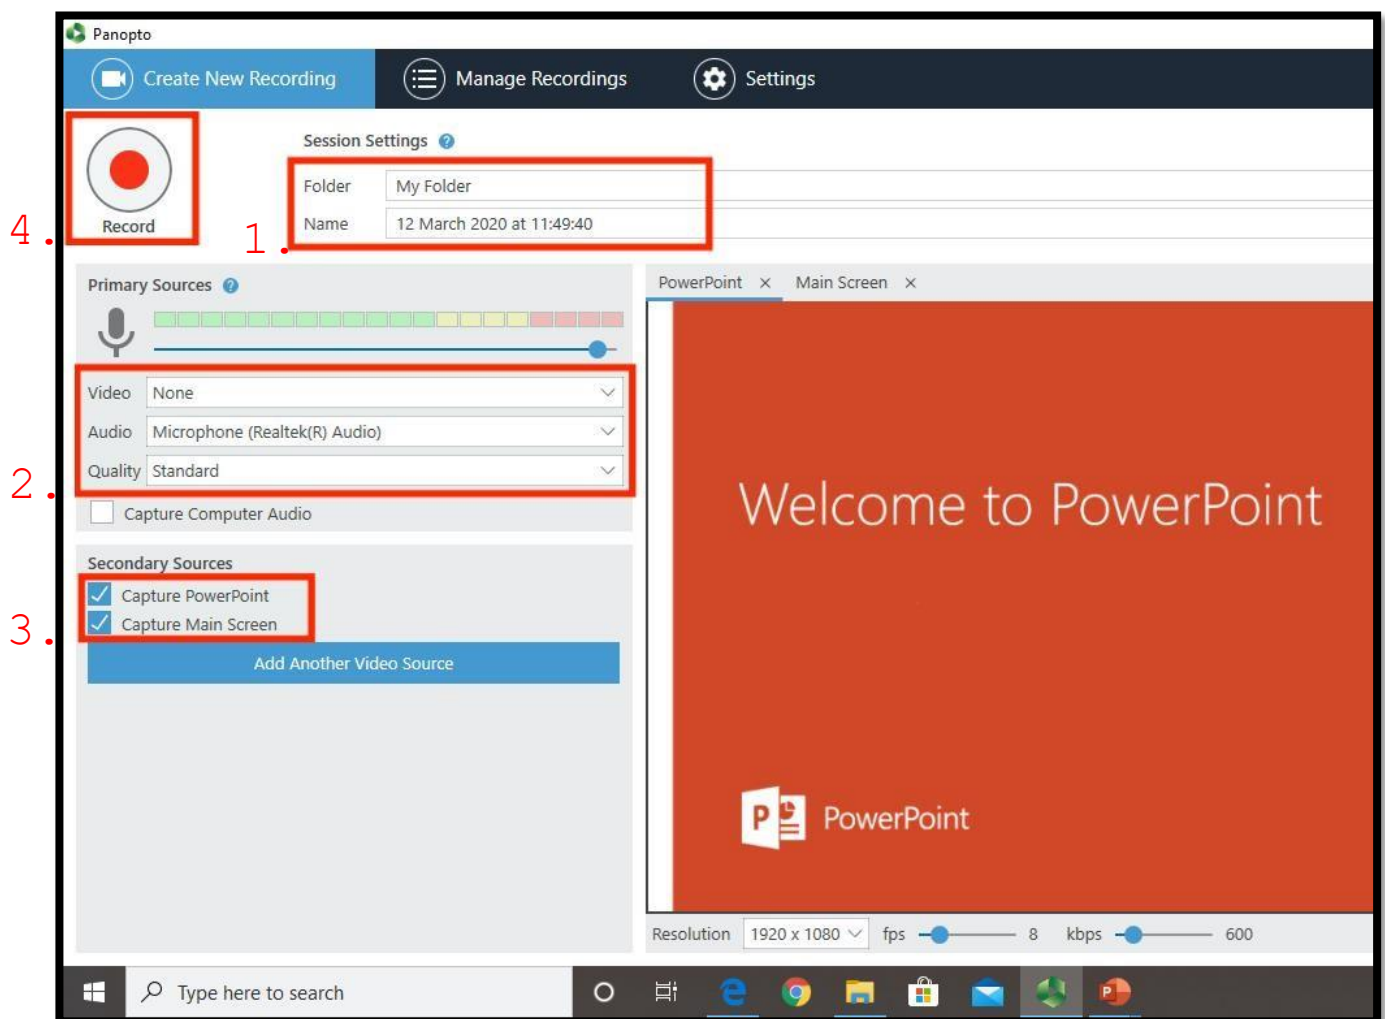 Panopto
Create New Recording Manage Recordings Settings
Session Settings ?
Folder My Folder
4. Record 1. Name 12 March 2020 at 11:49:40
Primary Sources ?
PowerPoint × Main Screen ×
Video None
Audio Microphone (Realtek(R) Audio)
2. Quality Standard
Capture Computer Audio
Welcome to PowerPoint
Secondary Sources
Capture PowerPoint
3. Capture Main Screen
Add Another Video Source
P PowerPoint
Resolution 1920 x 1080 fps 8 kbps 600
Type here to search